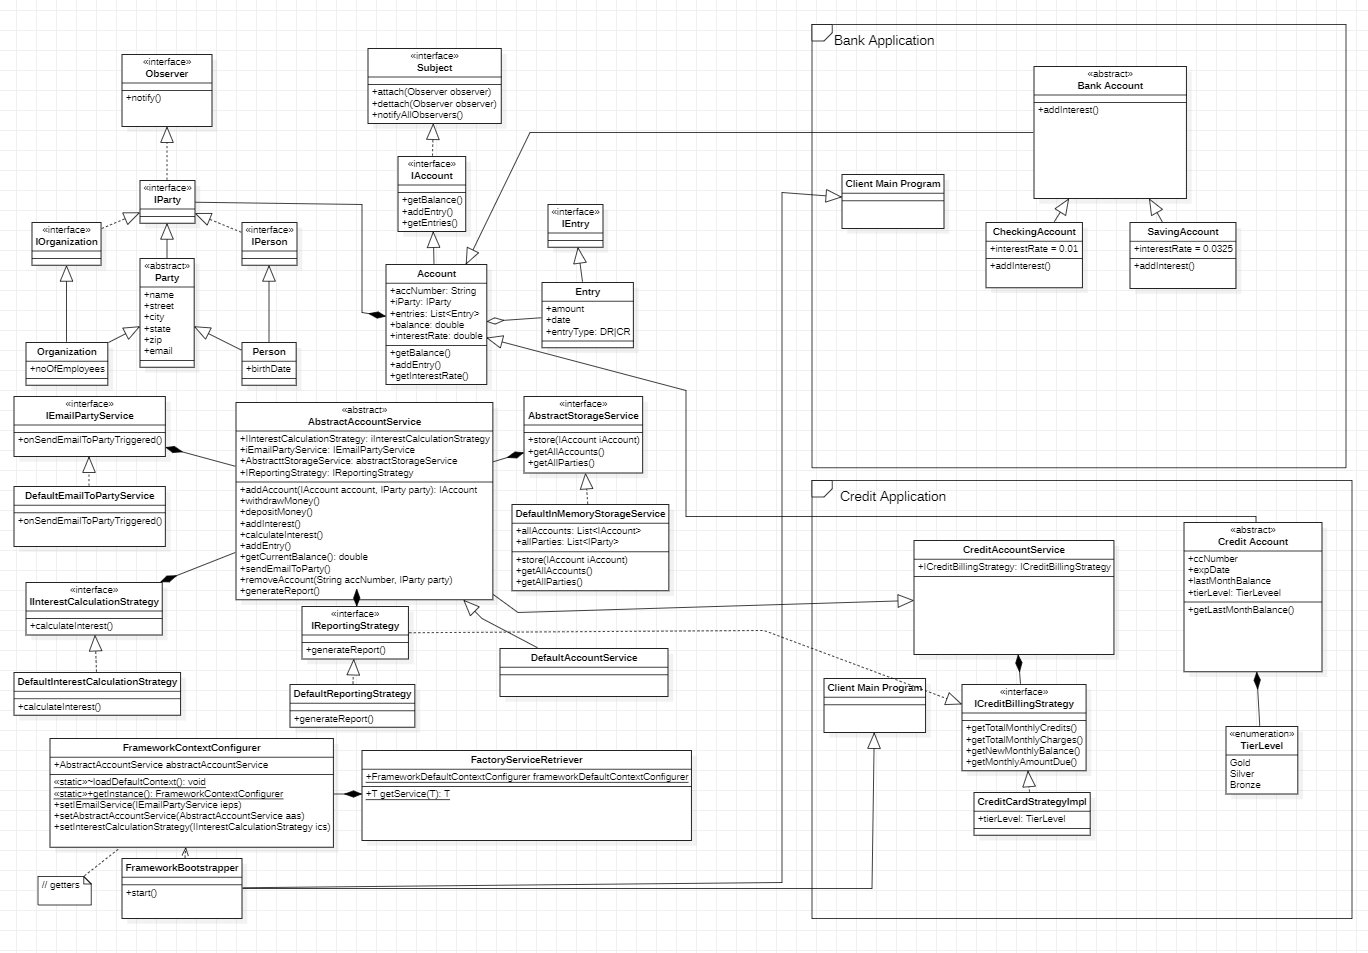 Bank Application
«interface»
Observer
+notify()
«interface»
Subject
+attach(Observer observer)
+dettach(Observer observer)
+notifyAllObservers()
«abstract»
Bank Account
+addInterest()
«interface»
IAccount
+getBalance()
+addEntry()
+getEntries()
Client Main Program
«interface»
IParty
«interface»
IEntry
«interface»
IOrganization
«interface»
IPerson
CheckingAccount
+interestRate = 0.01
+addInterest()
SavingAccount
+interestRate = 0.0325
+addInterest()
«abstract»
Party
+name
+street
+city
+state
+zip
+email
Account
+accNumber: String
+iParty: IParty
+entries: List<Entry>
+balance: double
+interestRate: double
+getBalance()
+addEntry()
+getInterestRate()
Entry
+amount
+date
+entryType: DR|CR
Organization
+noOfEmployees
Person
+birthDate
«interface»
IEmailPartyService
+onSendEmailToPartyTriggered()
«abstract»
AbstractAccountService
+IInterestCalculationStrategy: iInterestCalculationStrategy
+iEmailPartyService: IEmailPartyService
+AbstracttStorageService: abstractStorageService
+IReportingStrategy: IReportingStrategy
+addAccount(IAccount account, IParty party): IAccount
+withdrawMoney()
+depositMoney()
+addInterest()
+calculateInterest()
+addEntry()
+getCurrentBalance(): double
+sendEmailToParty()
+removeAccount(String accNumber, IParty party)
+generateReport()
«interface»
AbstractStorageService
+store(IAccount iAccount)
+getAllAccounts()
+getAllParties()
DefaultEmailToPartyService
+onSendEmailToPartyTriggered()
DefaultInMemoryStorageService
+allAccounts: List<IAccount>
+allParties: List<IParty>
+store(IAccount iAccount)
+getAllAccounts()
+getAllParties()
Credit Application
CreditAccountService
+ICreditBillingStrategy: ICreditBillingStrategy
«abstract»
Credit Account
+ccNumber
+expDate
+lastMonthBalance
+tierLevel: TierLeveel
+getLastMonthBalance()
«interface»
IInterestCalculationStrategy
+calculateInterest()
«interface»
IReportingStrategy
+generateReport()
DefaultAccountService
DefaultInterestCalculationStrategy
+calculateInterest()
DefaultReportingStrategy
+generateReport()
Client Main Program
«interface»
ICreditBillingStrategy
+getTotalMonthlyCredits()
+getTotalMonthlyCharges()
+getNewMonthlyBalance()
+getMonthlyAmountDue()
«enumeration»
TierLevel
Gold
Silver
Bronze
CreditCardStrategyImpl
+tierLevel: TierLevel
FrameworkContextConfigurer
+AbstractAccountService abstractAccountService
«static»~loadDefaultContext(): void
«static»+getInstance(): FrameworkContextConfigurer
+setIEmailService(IEmailPartyService ieps)
+setAbstractAccountService(AbstractAccountService aas)
+setInterestCalculationStrategy(IInterestCalculationStrategy ics)
FactoryServiceRetriever
+FrameworkDefaultContextConfigurer frameworkDefaultContextConfigurer
+T getService(T): T
// getters
FrameworkBootstrapper
+start()